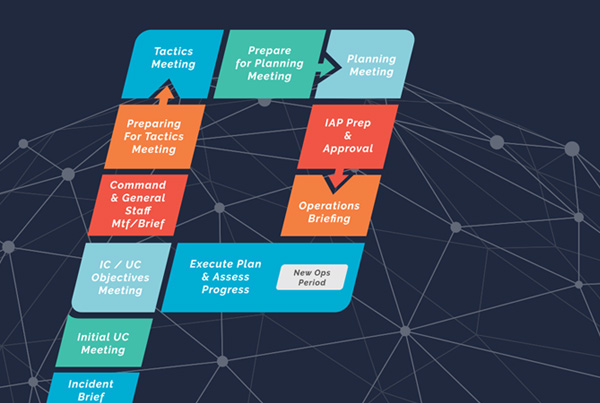 Tactics
Meeting
Prepare
for Planning
Meeting
Planning
Meeting
Preparing
For Tactics
Meeting
IAP Prep
&
Approval
Command
& General
Staff
Mtf/Brief
Operations
Briefing
IC / UC
Objectives
Meeting
Execute Plan
& Assess
Progress
New Ops
Period
Initial UC
Meeting
Incident
Brief